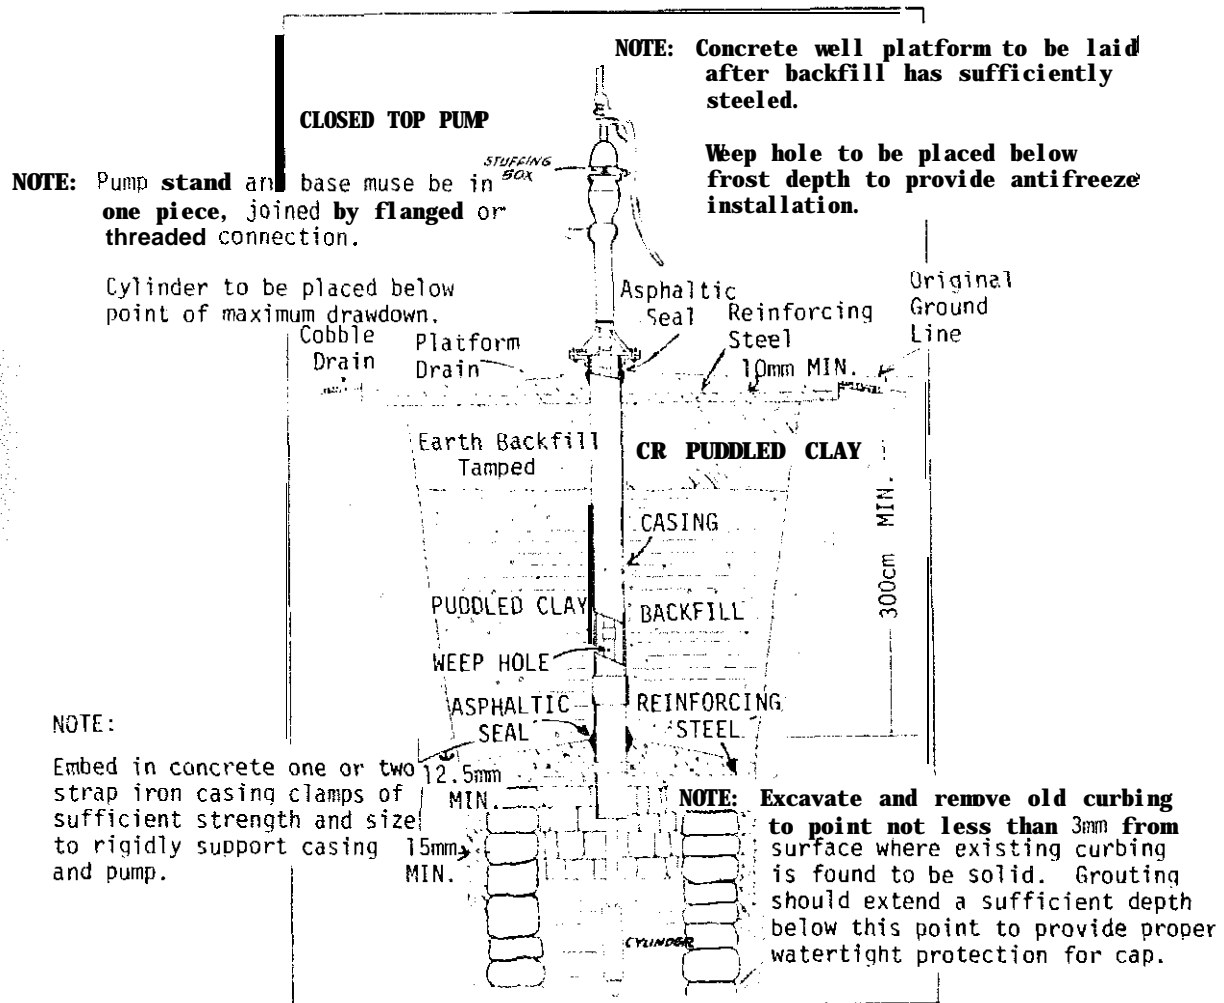 NOTE: Concrete well platform to be laid
after backfill has sufficiently
steeled.
Weep hole to be placed below
frost depth to provide antifreeze
installation.
CLOSED TOP PUMP
STUFFING
BOX
NOTE: Pump stand and base muse be in
one piece, joined by flanged or
threaded connection.
Cylinder to be placed below
point of maximum drawdown.
Cobble
Drain
Platform
Drain
Asphaltic
Seal
Reinforcing
Steel
10mm MIN.
Original
Ground
Line
Earth Backfill
Tamped
CR PUDDLED CLAY
CASING
300cm MIN.
PUDDLED CLAY
BACKFILL
WEEP HOLE
ASPHALTIC
SEAL
REINFORCING
STEEL
NOTE:
Embed in concrete one or two
strap iron casing clamps of
sufficient strength and size
to rigidly support casing
and pump.
12.5mm
MIN.
15mm
MIN.
NOTE: Excavate and remove old curbing
to point not less than 3mm from
surface where existing curbing
is found to be solid. Grouting
should extend a sufficient depth
below this point to provide proper
watertight protection for cap.
CYLINDER